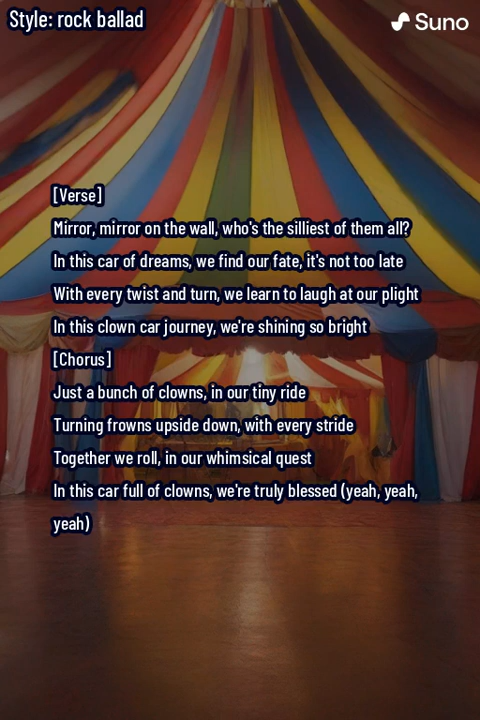 Style: rock ballad
Suno
[Verse]
Mirror, mirror on the wall, who's the silliest of them all?
In this car of dreams, we find our fate, it's not too late
With every twist and turn, we learn to laugh at our plight
In this clown car journey, we're shining so bright
[Chorus]
Just a bunch of clowns, in our tiny ride
Turning frowns upside down, with every stride
Together we roll, in our whimsical quest
In this car full of clowns, we're truly blessed (yeah, yeah,
yeah)